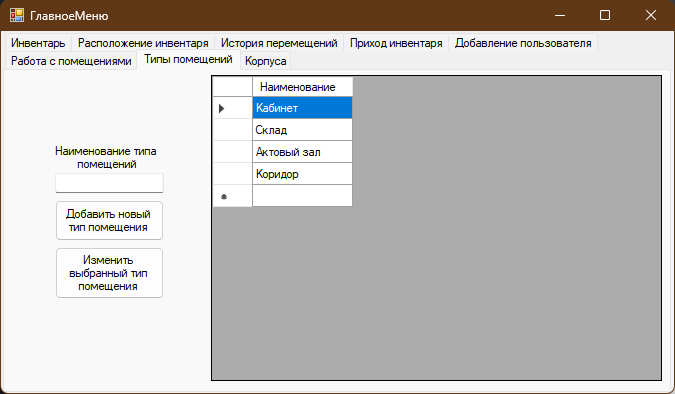 ГлавноеМеню
Инвентарь Расположение инвентаря История перемещений Приход инвентаря Добавление пользователя
Работа с помещениями Типы помещений Корпуса
Наименование типа
помещений
Добавить новый
тип помещения
Изменить
выбранный тип
помещения
Наименование
Кабинет
Склад
Актовый зал
Коридор